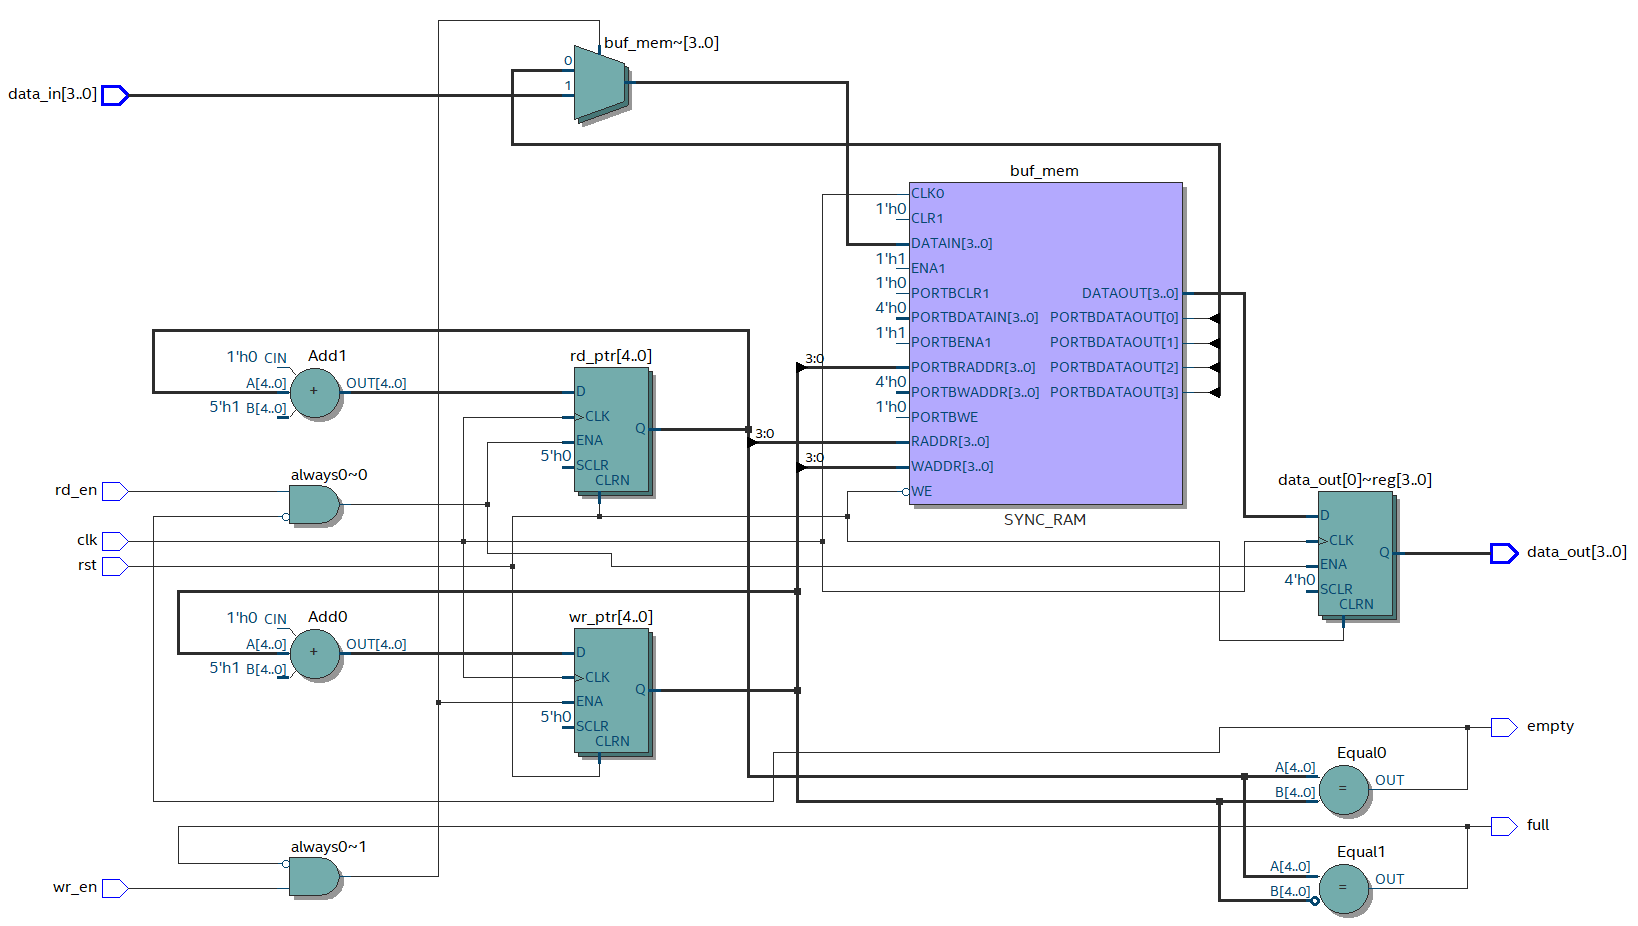 buf_mem~[3..0]
0
1
data_in[3..0]
buf_mem
CLK0
1'h0
CLR1
DATAIN[3..0]
1'h1
ENA1
1'h0
PORTBCLR1
DATAOUT[3..0]
4'h0
PORTBDATAIN[3..0]
PORTBDATAOUT[0]
1'h1
PORTBENA1
PORTBDATAOUT[1]
3:0
PORTBRADDR[3..0]
PORTBDATAOUT[2]
4'h0
PORTBWADDR[3..0]
PORTBDATAOUT[3]
1'h0
PORTBWE
3:0
RADDR[3..0]
3:0
WADDR[3..0]
WE
SYNC_RAM
1'h0 CIN
Add1
A[4..0]
+
OUT[4..0]
5'h1 B[4..0]
rd_ptr[4..0]
D
CLK
Q
ENA
5'h0
SCLR
CLRN
always0~0
rd_en
clk
rst
data_out[0]~reg[3..0]
D
CLK
Q
ENA
4'h0
SCLR
CLRN
data_out[3..0]
1'h0 CIN
Add0
A[4..0]
+
OUT[4..0]
5'h1 B[4..0]
wr_ptr[4..0]
D
CLK
Q
ENA
5'h0
SCLR
CLRN
empty
Equal0
A[4..0]
B[4..0]
=
OUT
full
always0~1
wr_en
Equal1
A[4..0]
B[4..0]
=
OUT